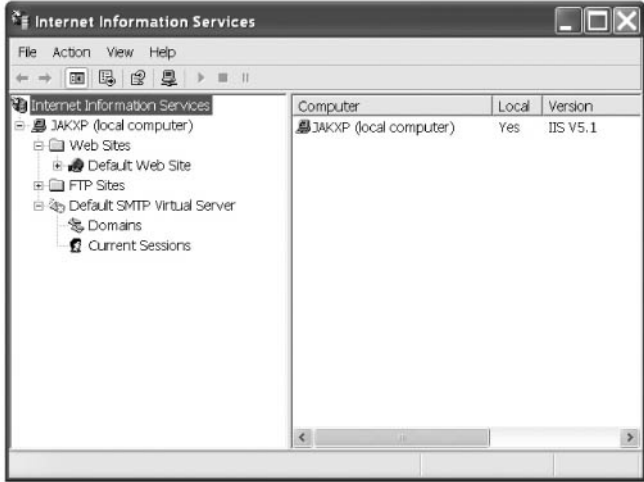 Internet Information Services
File Action View Help
Internet Information Services
JAKXP (local computer)
Web Sites
Default Web Site
FTP Sites
Default SMTP Virtual Server
Domains
Current Sessions
Computer Local Version
JAKXP (local computer) Yes IIS V5.1